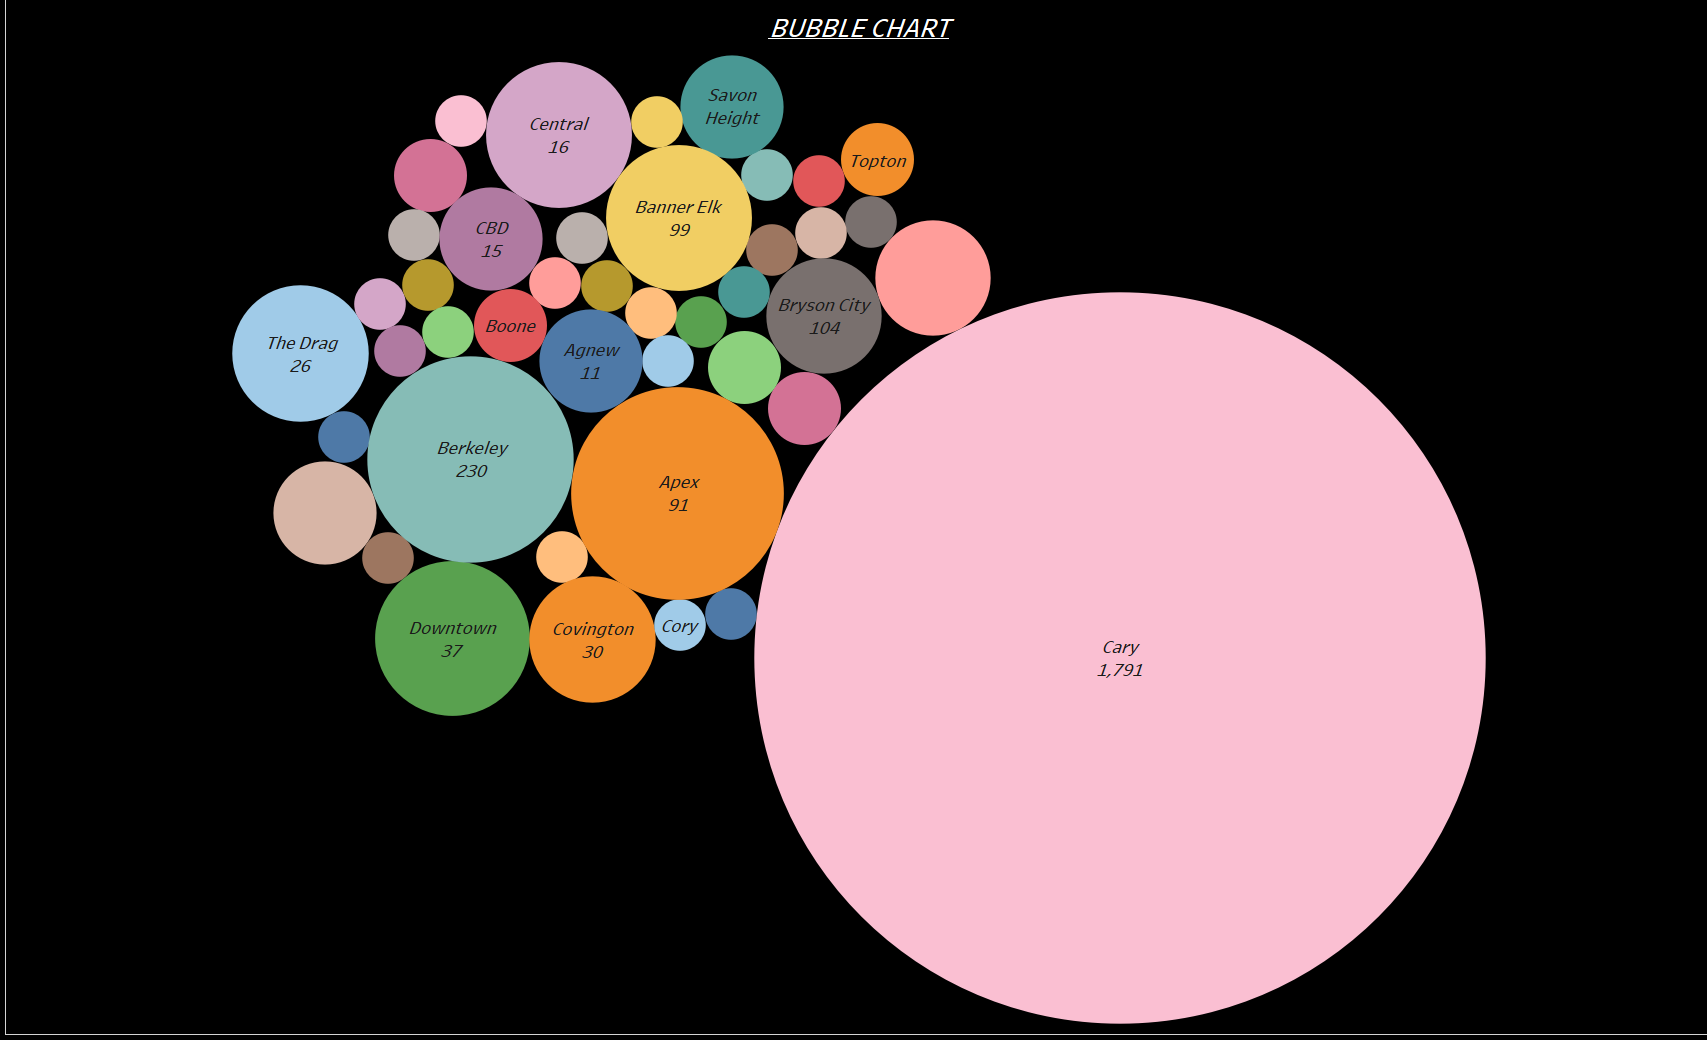 BUBBLE CHART
Savon
Height
Central
16
Topton
Banner Elk
99
CBD
15
Bryson City
104
Boone
The Drag
26
Agnew
11
Berkeley
230
Apex
91
Downtown
37
Covington
30
Cory
Cary
1,791